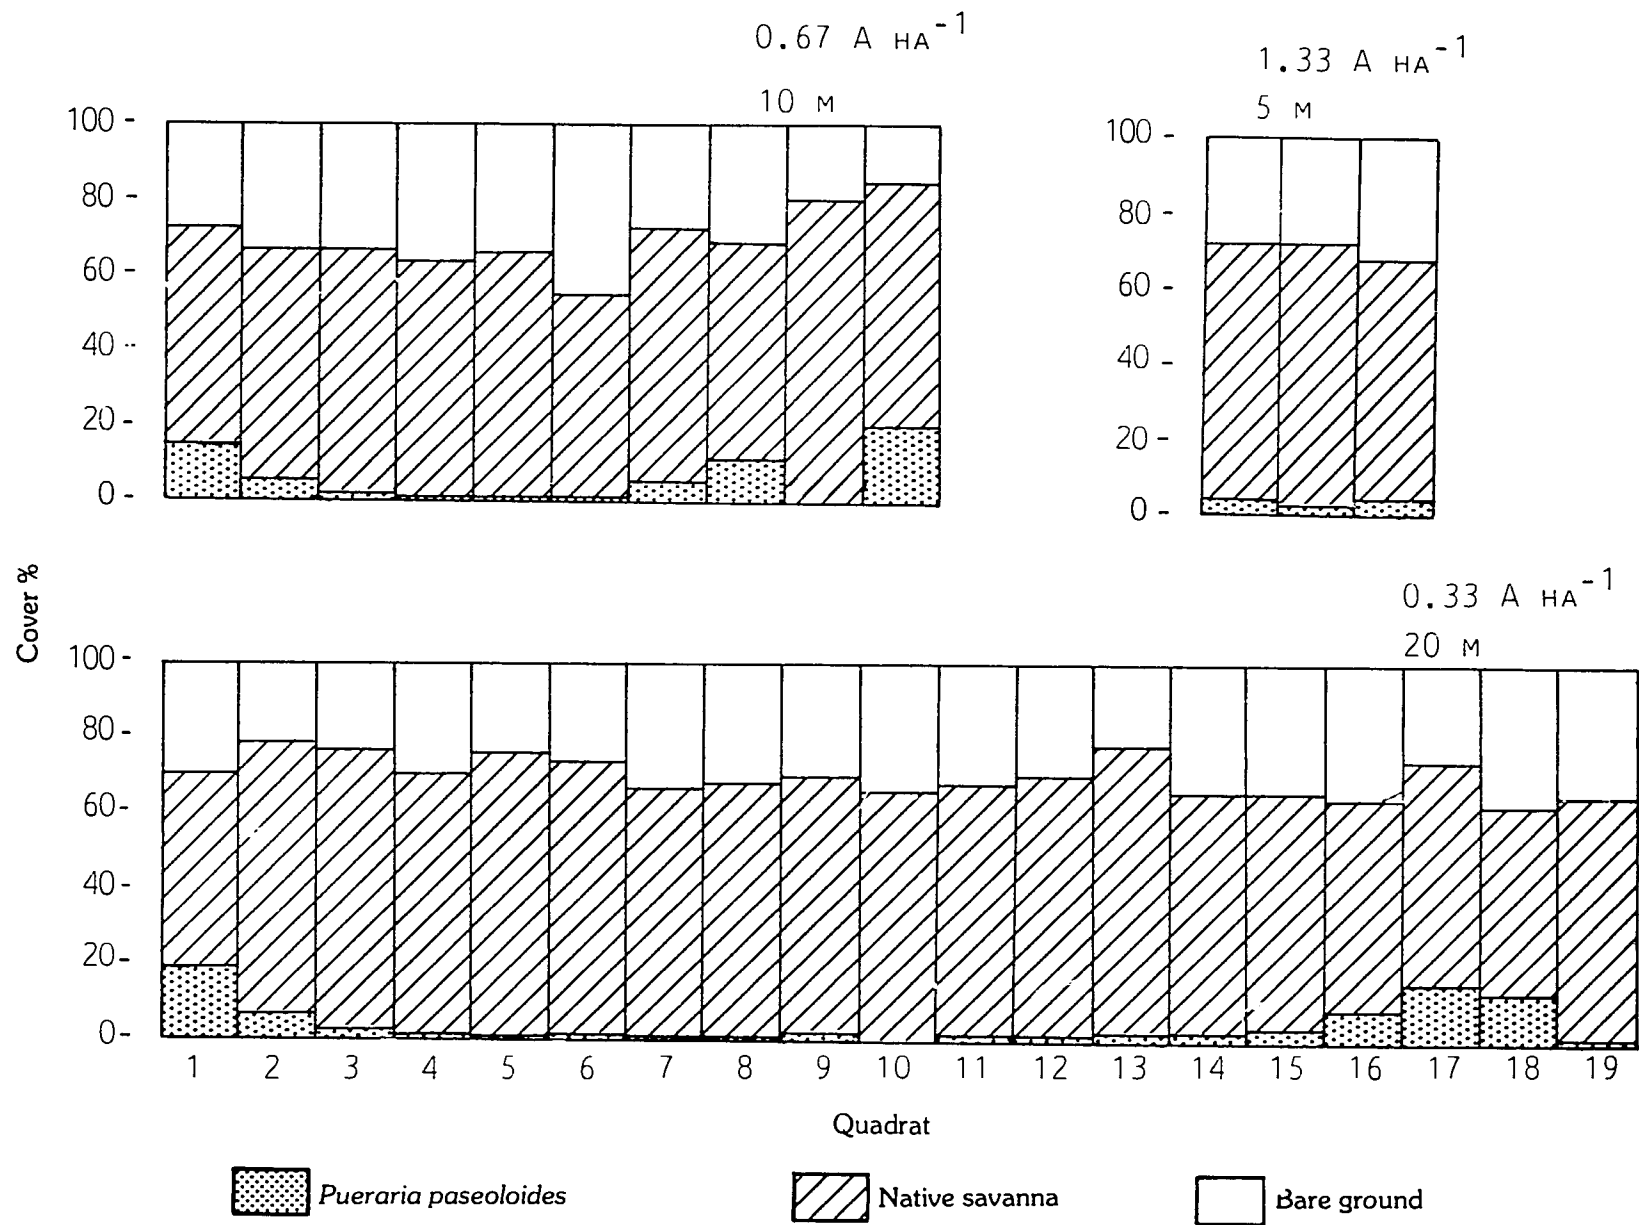 0.67 A HA⁻¹
10 M
100 -
80 -
60 -
40 --
20 -
0 -
1.33 A HA⁻¹
5 M
100 -
80 -
60 -
40 -
20 -
0 -
Cover %
0.33 A HA⁻¹
20 M
100 -
80 -
60 -
40 -
20 -
0 -
1 2 3 4 5 6 7 8 9 10 11 12 13 14 15 16 17 18 19
Quadrat
Pueraria paseoloides Native savanna Bare ground